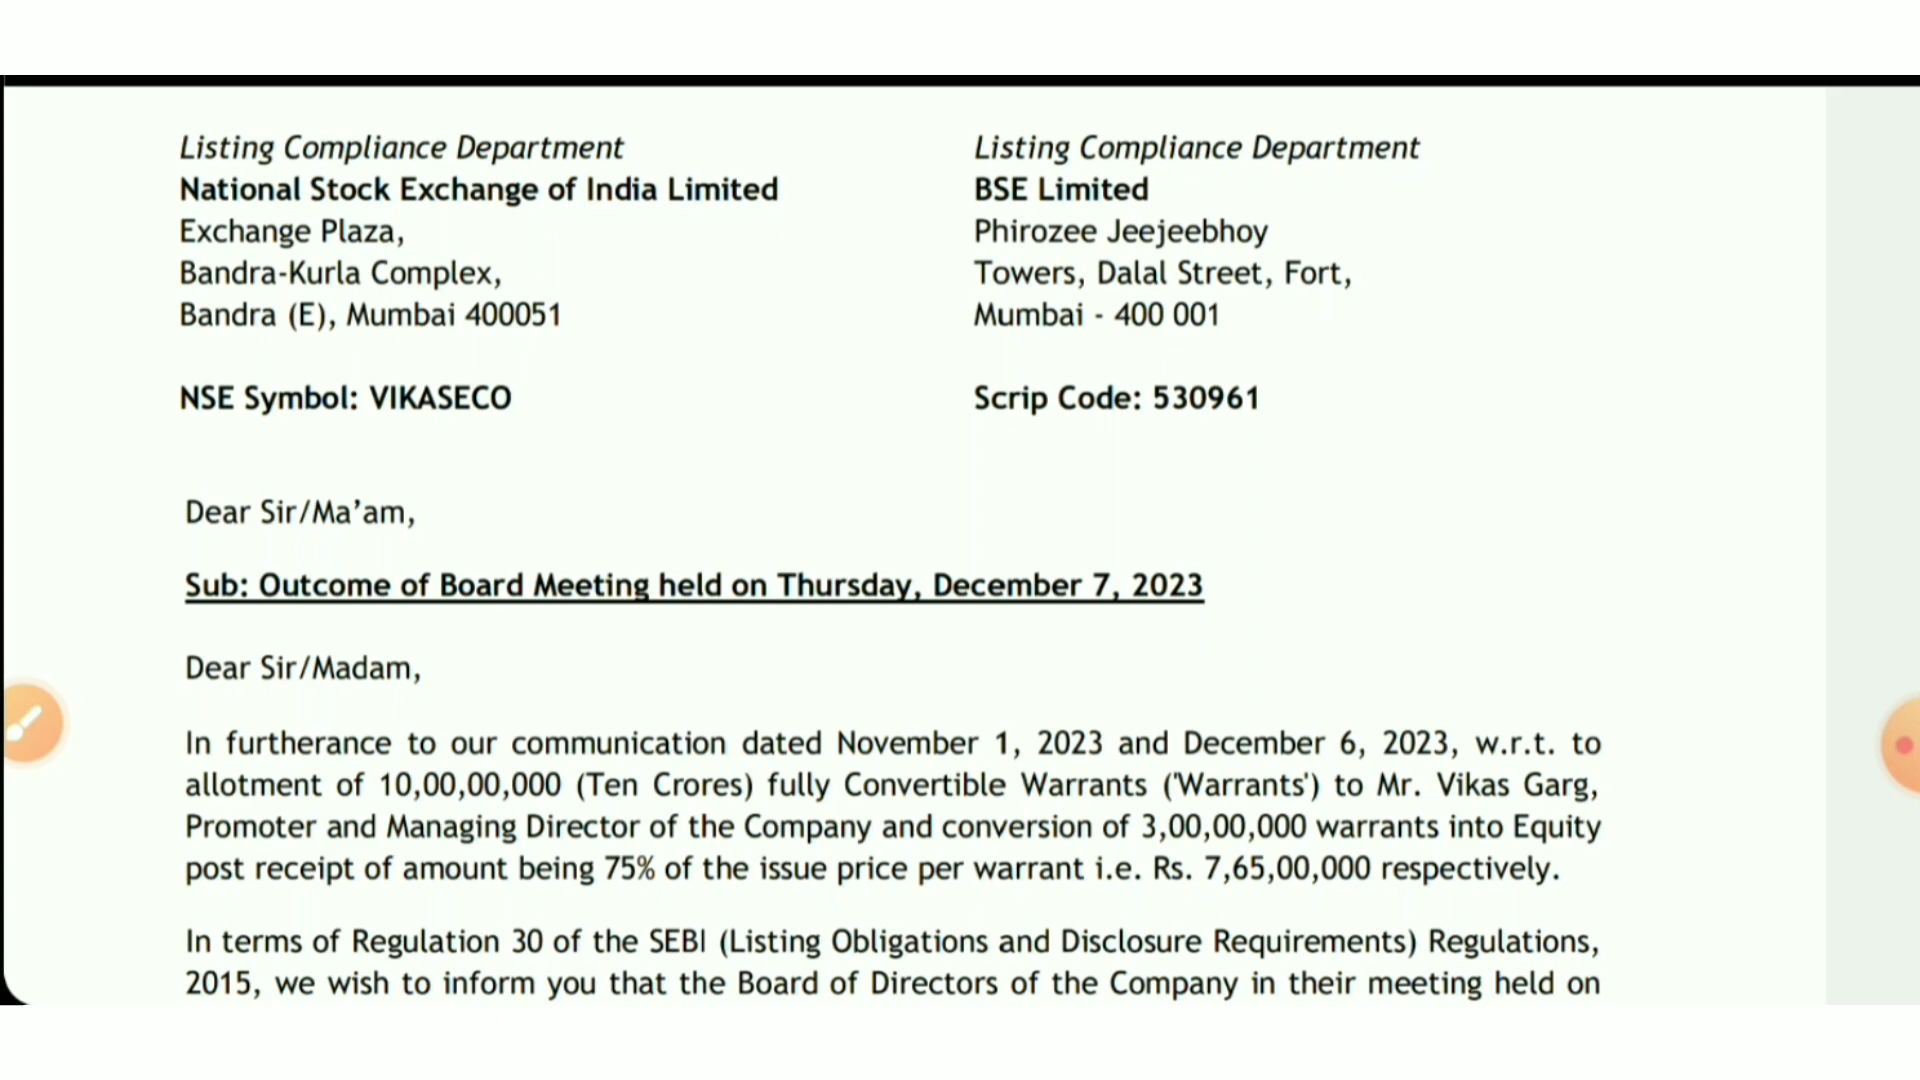 Listing Compliance Department
National Stock Exchange of India Limited
Exchange Plaza,
Bandra-Kurla Complex,
Bandra (E), Mumbai 400051
NSE Symbol: VIKASECO
Listing Compliance Department
BSE Limited
Phirozee Jeejeebhoy
Towers, Dalal Street, Fort,
Mumbai - 400 001
Scrip Code: 530961
Dear Sir/Ma’am,
Sub: Outcome of Board Meeting held on Thursday, December 7, 2023
Dear Sir/Madam,
In furtherance to our communication dated November 1, 2023 and December 6, 2023, w.r.t. to
allotment of 10,00,00,000 (Ten Crores) fully Convertible Warrants ('Warrants') to Mr. Vikas Garg,
Promoter and Managing Director of the Company and conversion of 3,00,00,000 warrants into Equity
post receipt of amount being 75% of the issue price per warrant i.e. Rs. 7,65,00,000 respectively.
In terms of Regulation 30 of the SEBI (Listing Obligations and Disclosure Requirements) Regulations,
2015, we wish to inform you that the Board of Directors of the Company in their meeting held on